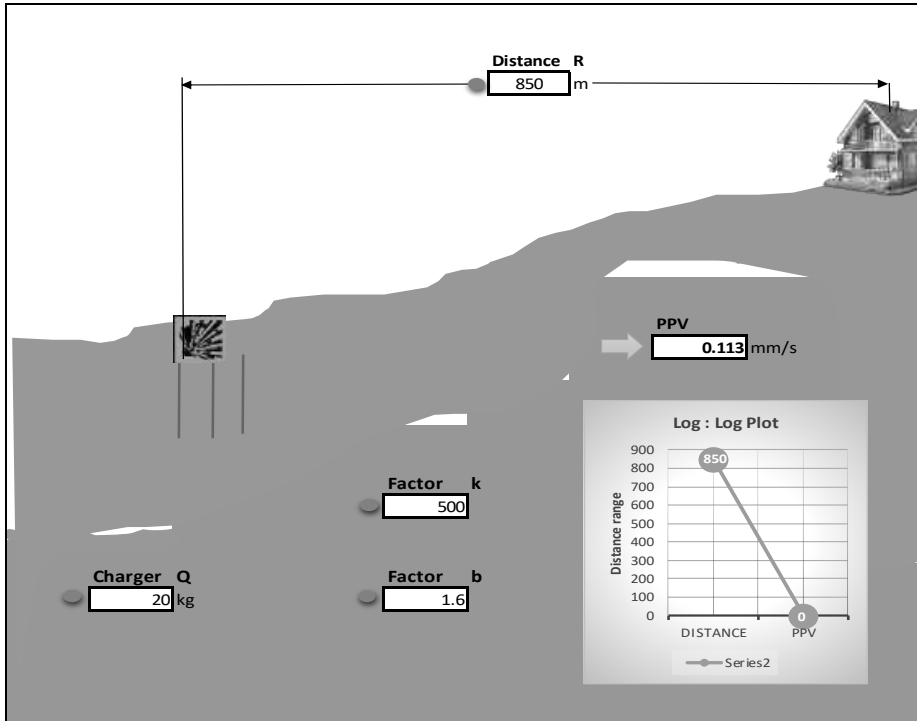 Distance R
850 m
PPV
0.113 mm/s
Factor k
500
Charger Q
20 kg
Factor b
1.6
Log : Log Plot
Distance range
900
800
700
600
500
400
300
200
100
0
850
0
DISTANCE PPV
Series2